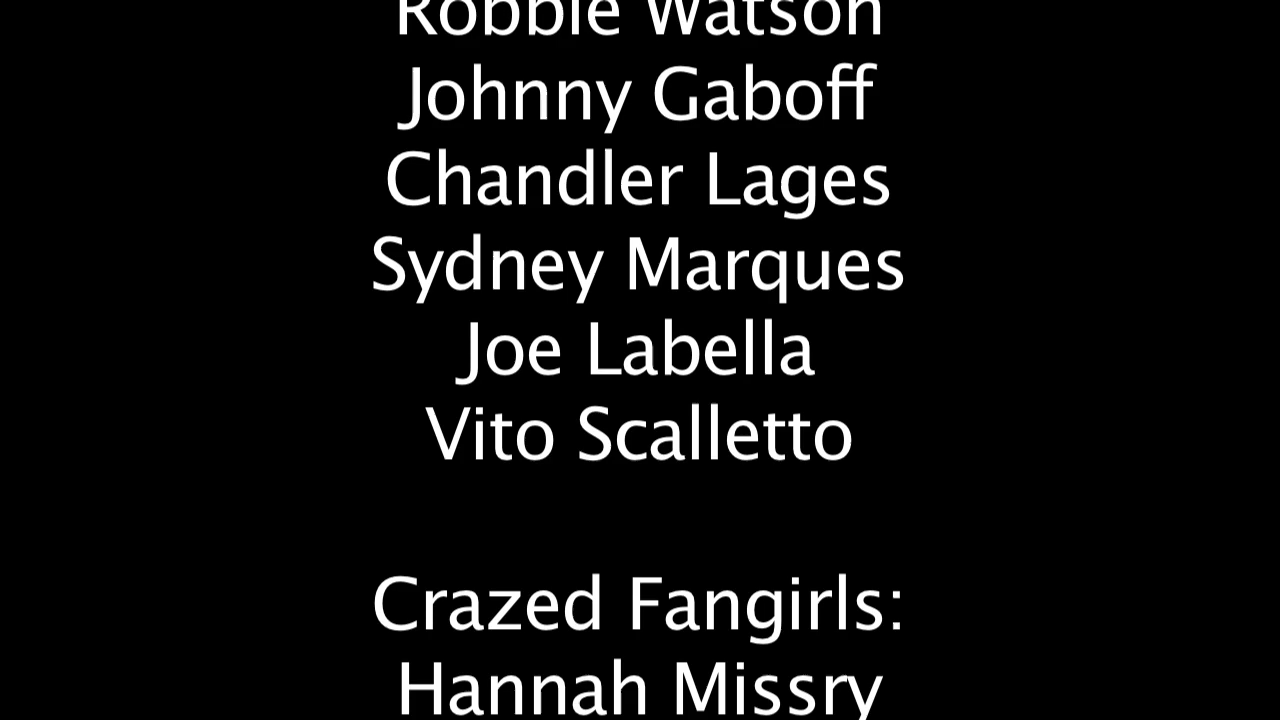 Robbie Watson
Johnny Gaboff
Chandler Lages
Sydney Marques
Joe Labella
Vito Scalletto
Crazed Fangirls:
Hannah Missry